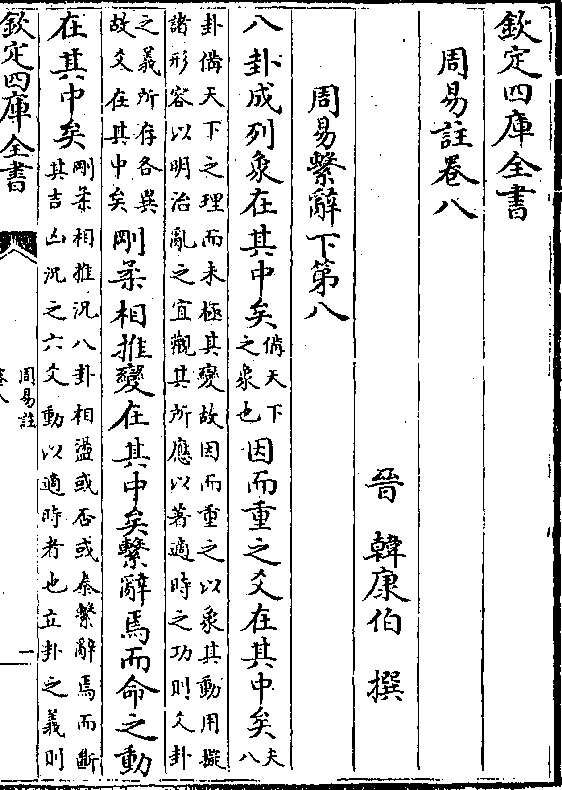 欽定四庫全書
周易註卷八
晉 韓康伯 撰
周易繫辭下第八
八卦成列象在其中矣
備天下
之象也
因而重之爻在其中矣
夫
八
卦備天下之理而未極其變故因而重之以象其動用擬
諸形容以明治亂之宜觀其所應以著適時之功則爻卦
之義所存各異
故爻在其中矣
剛柔相推變在其中矣繫辭焉而命之動
在其中矣
剛柔相推況八卦相盪或否或泰繫辭焉而斷
其吉凶況之六爻動以適時者也立卦之義則
欽定四庫全書
周易註
卷八
一